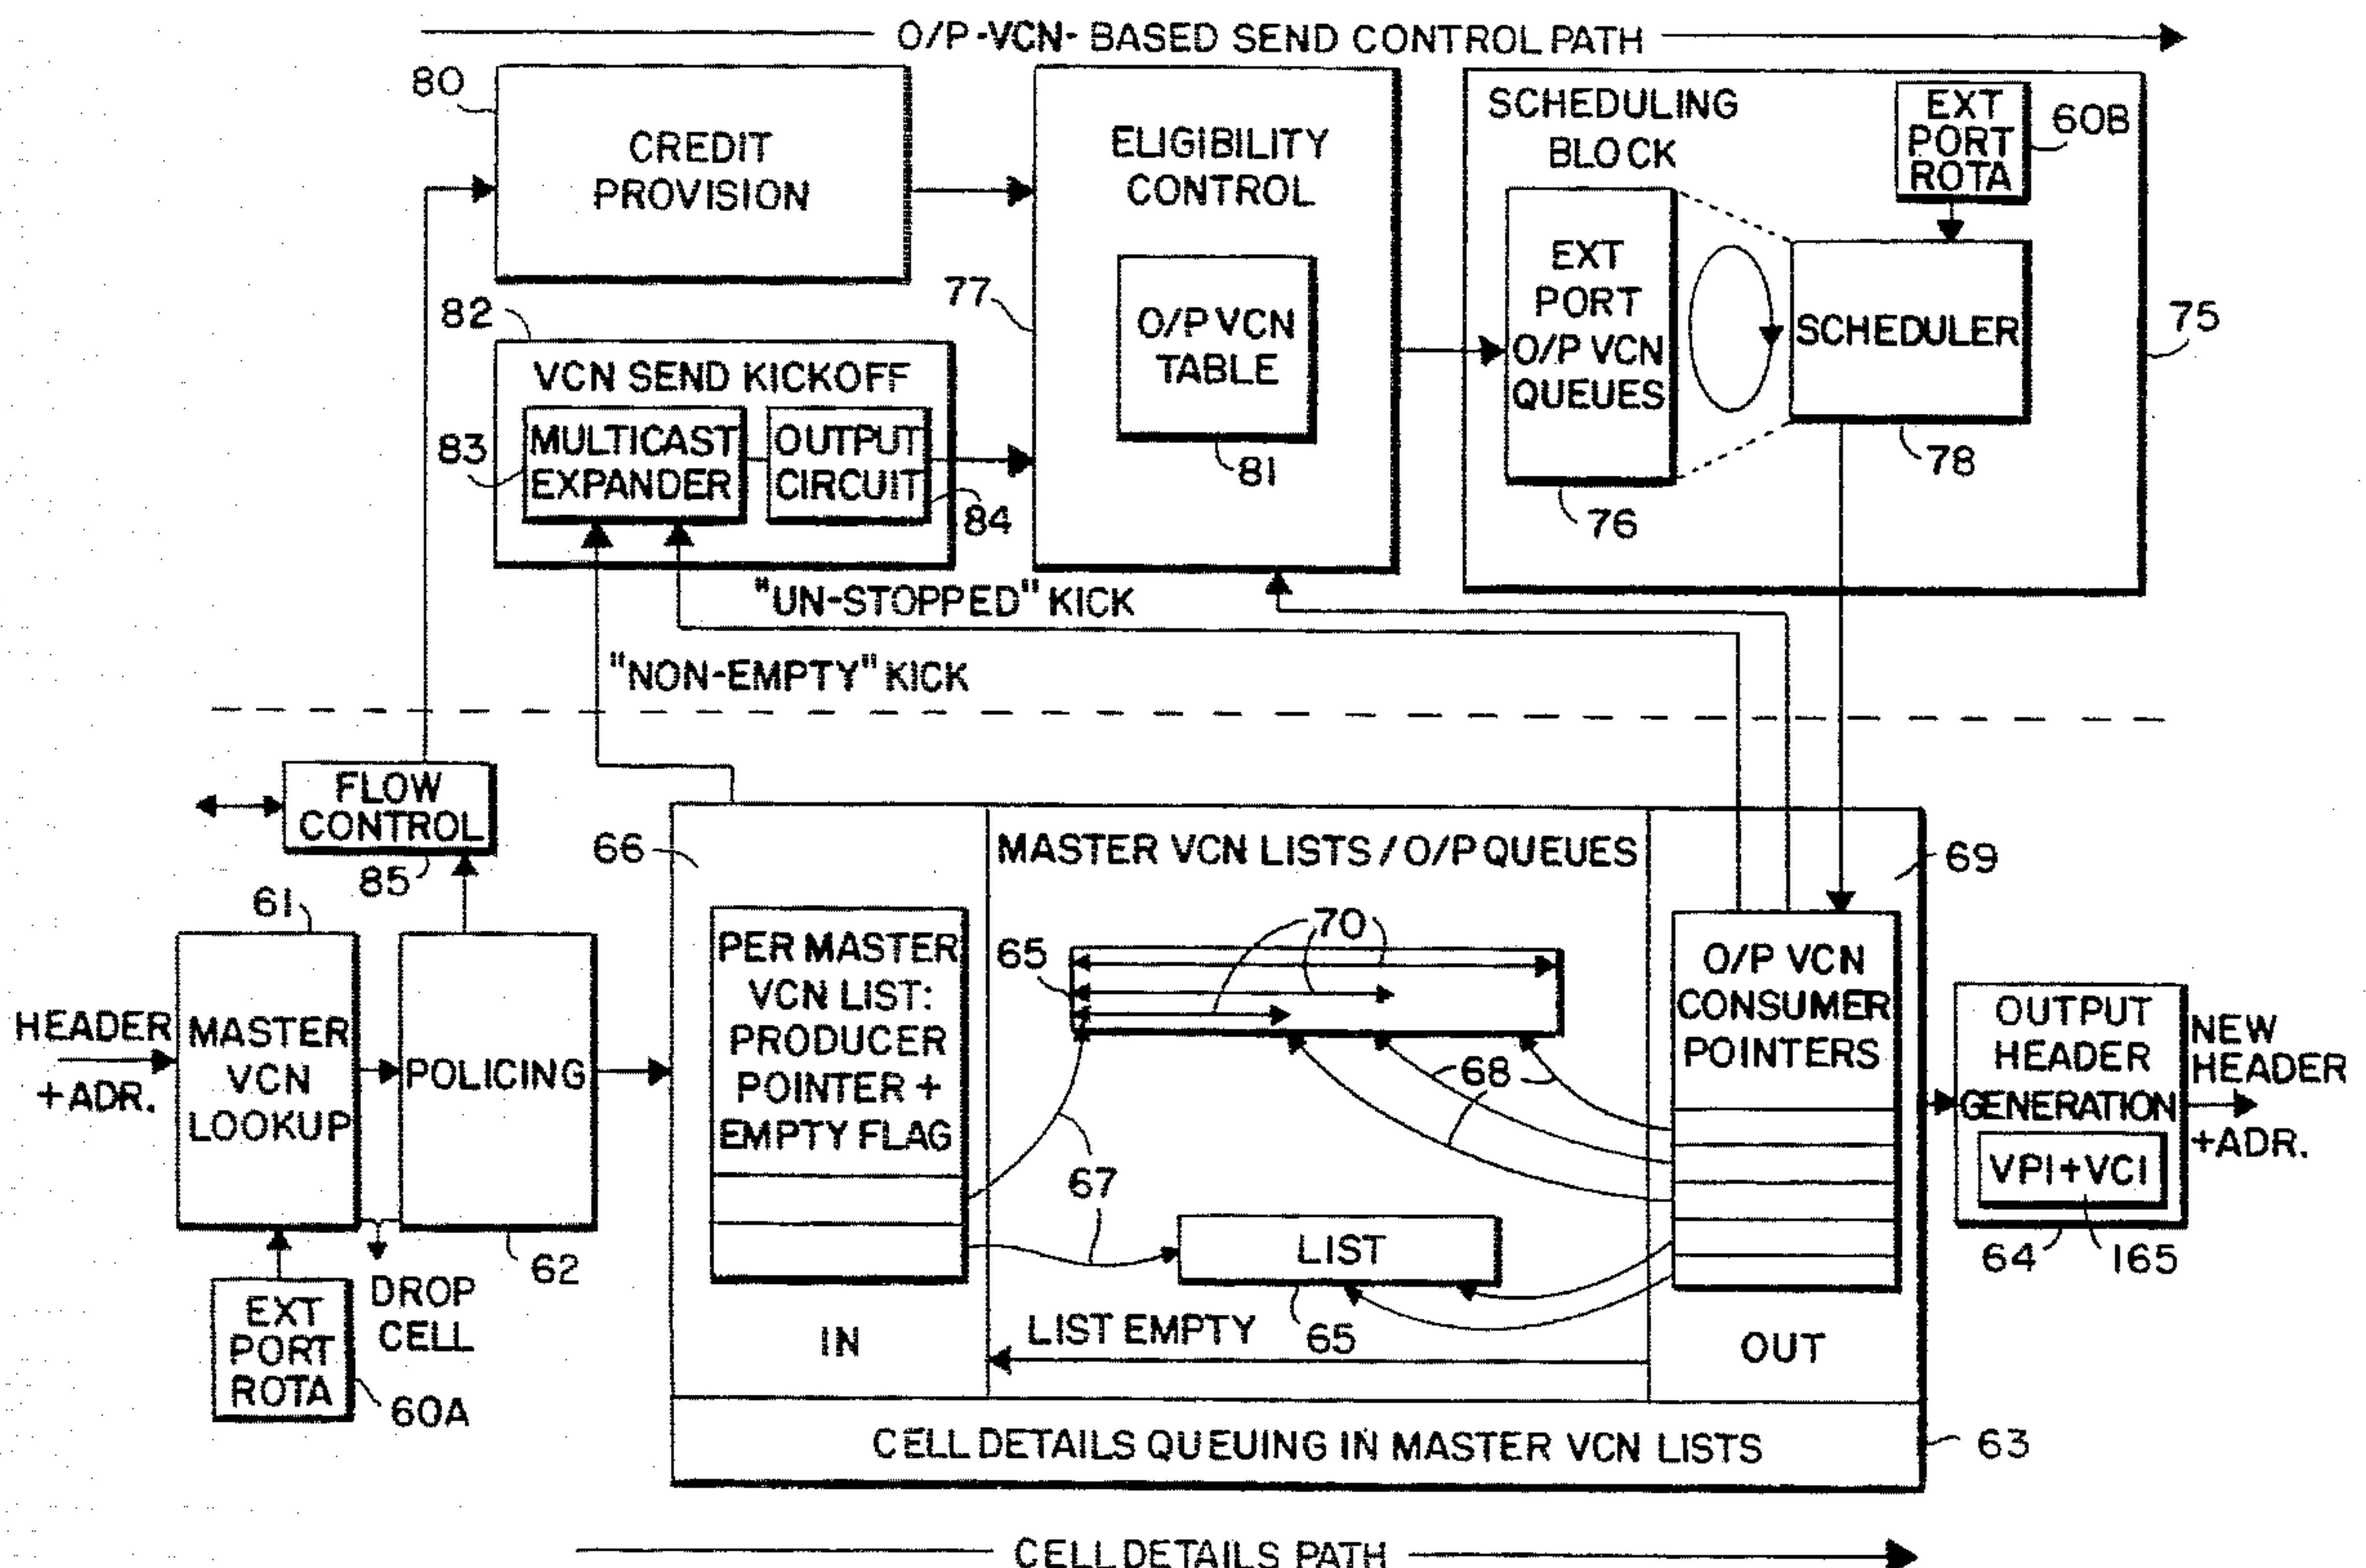 O/P-VCN-BASED SEND CONTROL PATH
80
CREDIT
PROVISION
ELIGIBILITY
CONTROL
O/P VCN
TABLE
81
77
SCHEDULING
BLOCK
EXT
PORT
ROTA
60B
EXT
PORT
O/P VCN
QUEUES
76
SCHEDULER
78
75
82
VCN SEND KICKOFF
83
MULTICAST
EXPANDER
OUTPUT
CIRCUIT
84
"UN-STOPPED" KICK
"NON-EMPTY" KICK
FLOW
CONTROL
85
61
HEADER
+ADR.
MASTER
VCN
LOOKUP
POLICING
62
DROP
CELL
EXT
PORT
ROTA
60A
66
PER MASTER
VCN LIST:
PRODUCER
POINTER +
EMPTY FLAG
IN
MASTER VCN LISTS / O/P QUEUES
70
65
68
67
LIST
65
LIST EMPTY
69
O/P VCN
CONSUMER
POINTERS
OUT
CELL DETAILS QUEUING IN MASTER VCN LISTS
63
OUTPUT
HEADER
GENERATION
VPI+VCI
64
165
NEW
HEADER
+ADR.
CELL DETAILS PATH